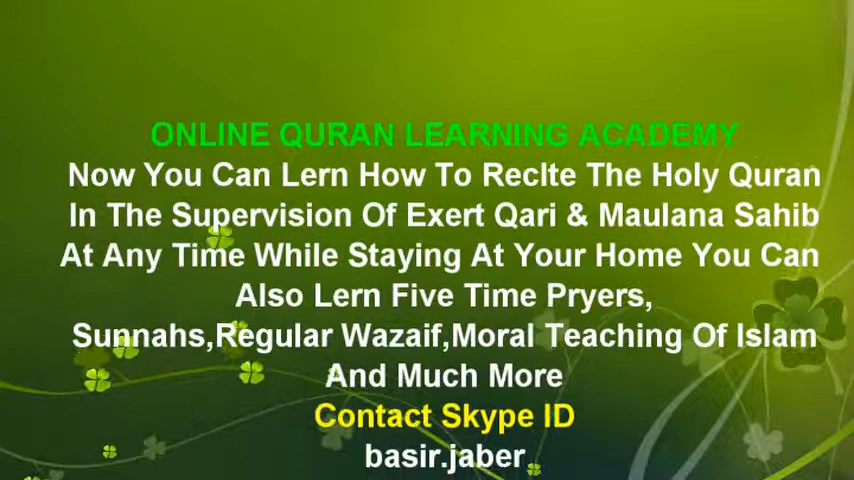 ONLINE QURAN LEARNING ACADEMY
Now You Can Lern How To RecIte The Holy Quran
In The Supervision Of Exert Qari & Maulana Sahib
At Any Time While Staying At Your Home You Can
Also Lern Five Time Pryers,
Sunnahs,Regular Wazaif,Moral Teaching Of Islam
And Much More
Contact Skype ID
basir.jaber